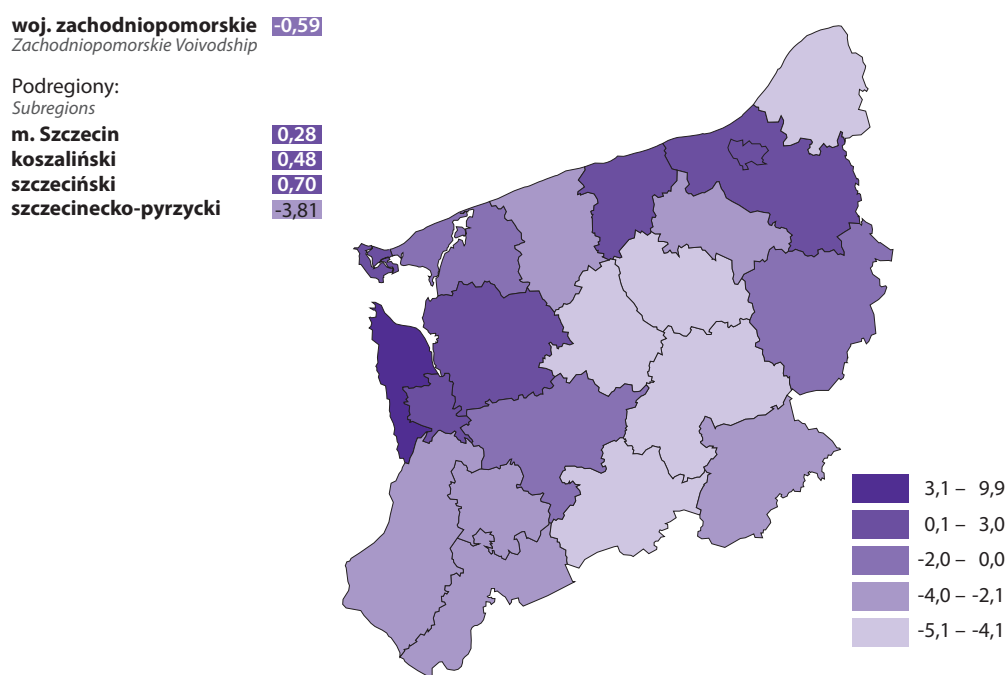 woj. zachodniopomorskie -0,59
Zachodniopomorskie Voivodship
Podregiony:
Subregions
m. Szczecin 0,28
koszaliński 0,48
szczeciński 0,70
szczecinecko-pyrzycki -3,81
3,1 – 9,9
0,1 – 3,0
-2,0 – 0,0
-4,0 – -2,1
-5,1 – -4,1